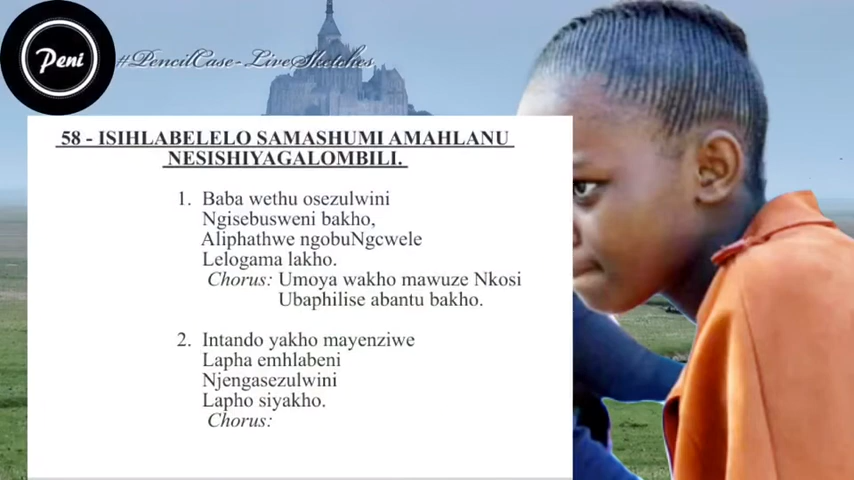 Peni
#PencilCase-LiveSketches
58 - ISIHLABELELO SAMASHUMI AMAHLANU
NESISHIYAGALOMBILI.
1. Baba wethu osezulwini
Ngisebusweni bakho,
Aliphathwe ngobuNgcwele
Lelogama lakho.
Chorus: Umoya wakho mawuze Nkosi
Ubaphilise abantu bakho.
2. Intando yakho mayenziwe
Lapha emhlabeni
Njengasezulwini
Lapho siyakho.
Chorus: